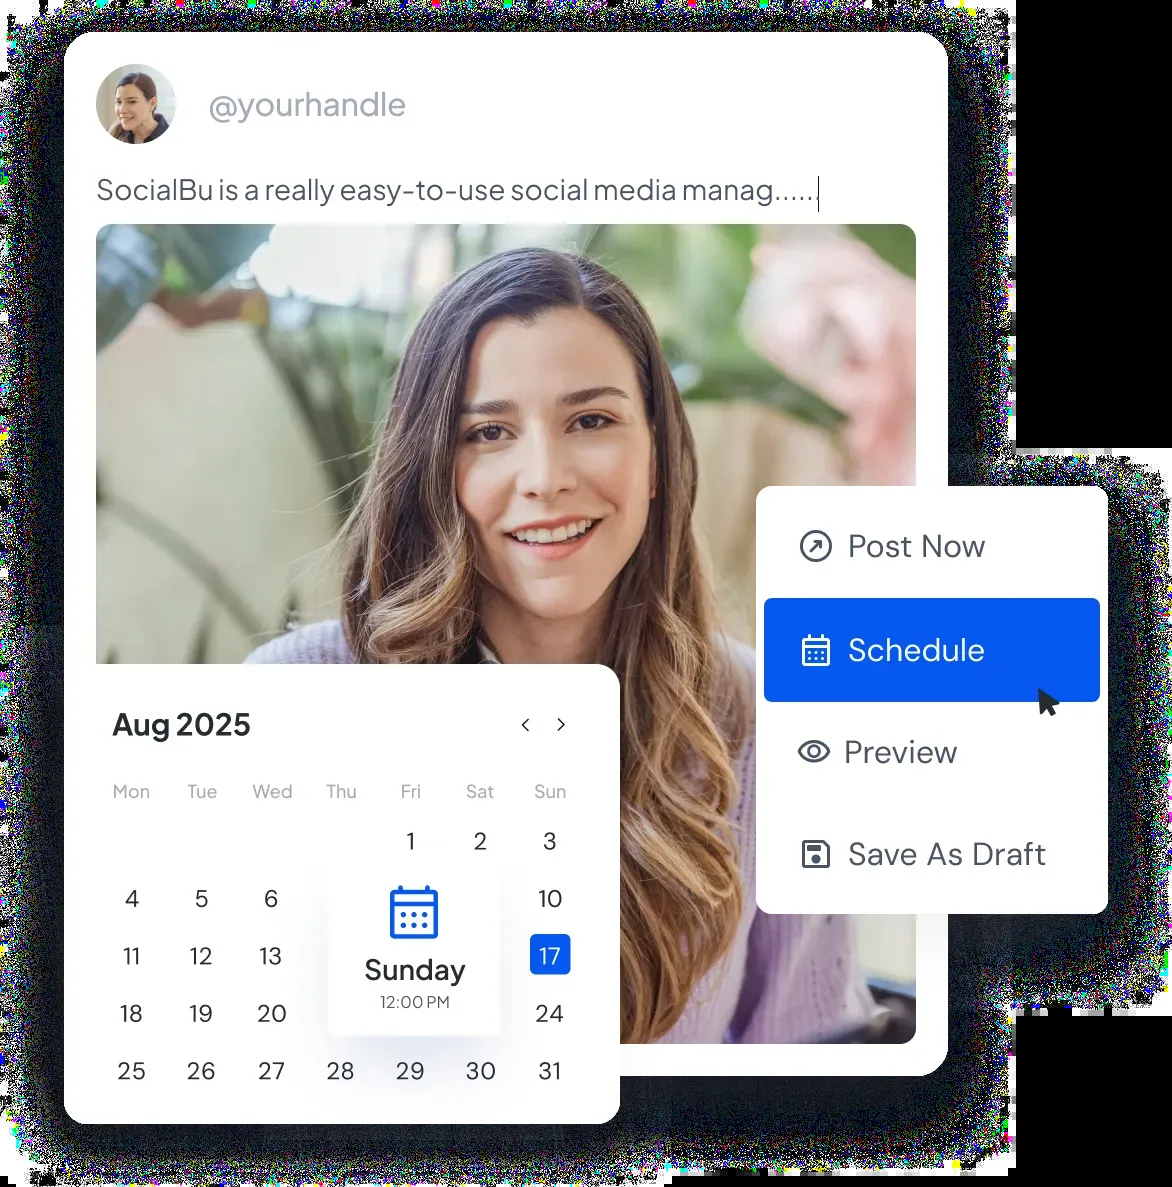 @yourhandle
SocialBu is a really easy-to-use social media manag......
Post Now
Schedule
Preview
Save As Draft
Aug 2025
Mon Tue Wed Thu Fri Sat Sun
1 2 3
4 5 6 10
11 12 13 17
18 19 20 24
25 26 27 28 29 30 31
Sunday
12:00 PM